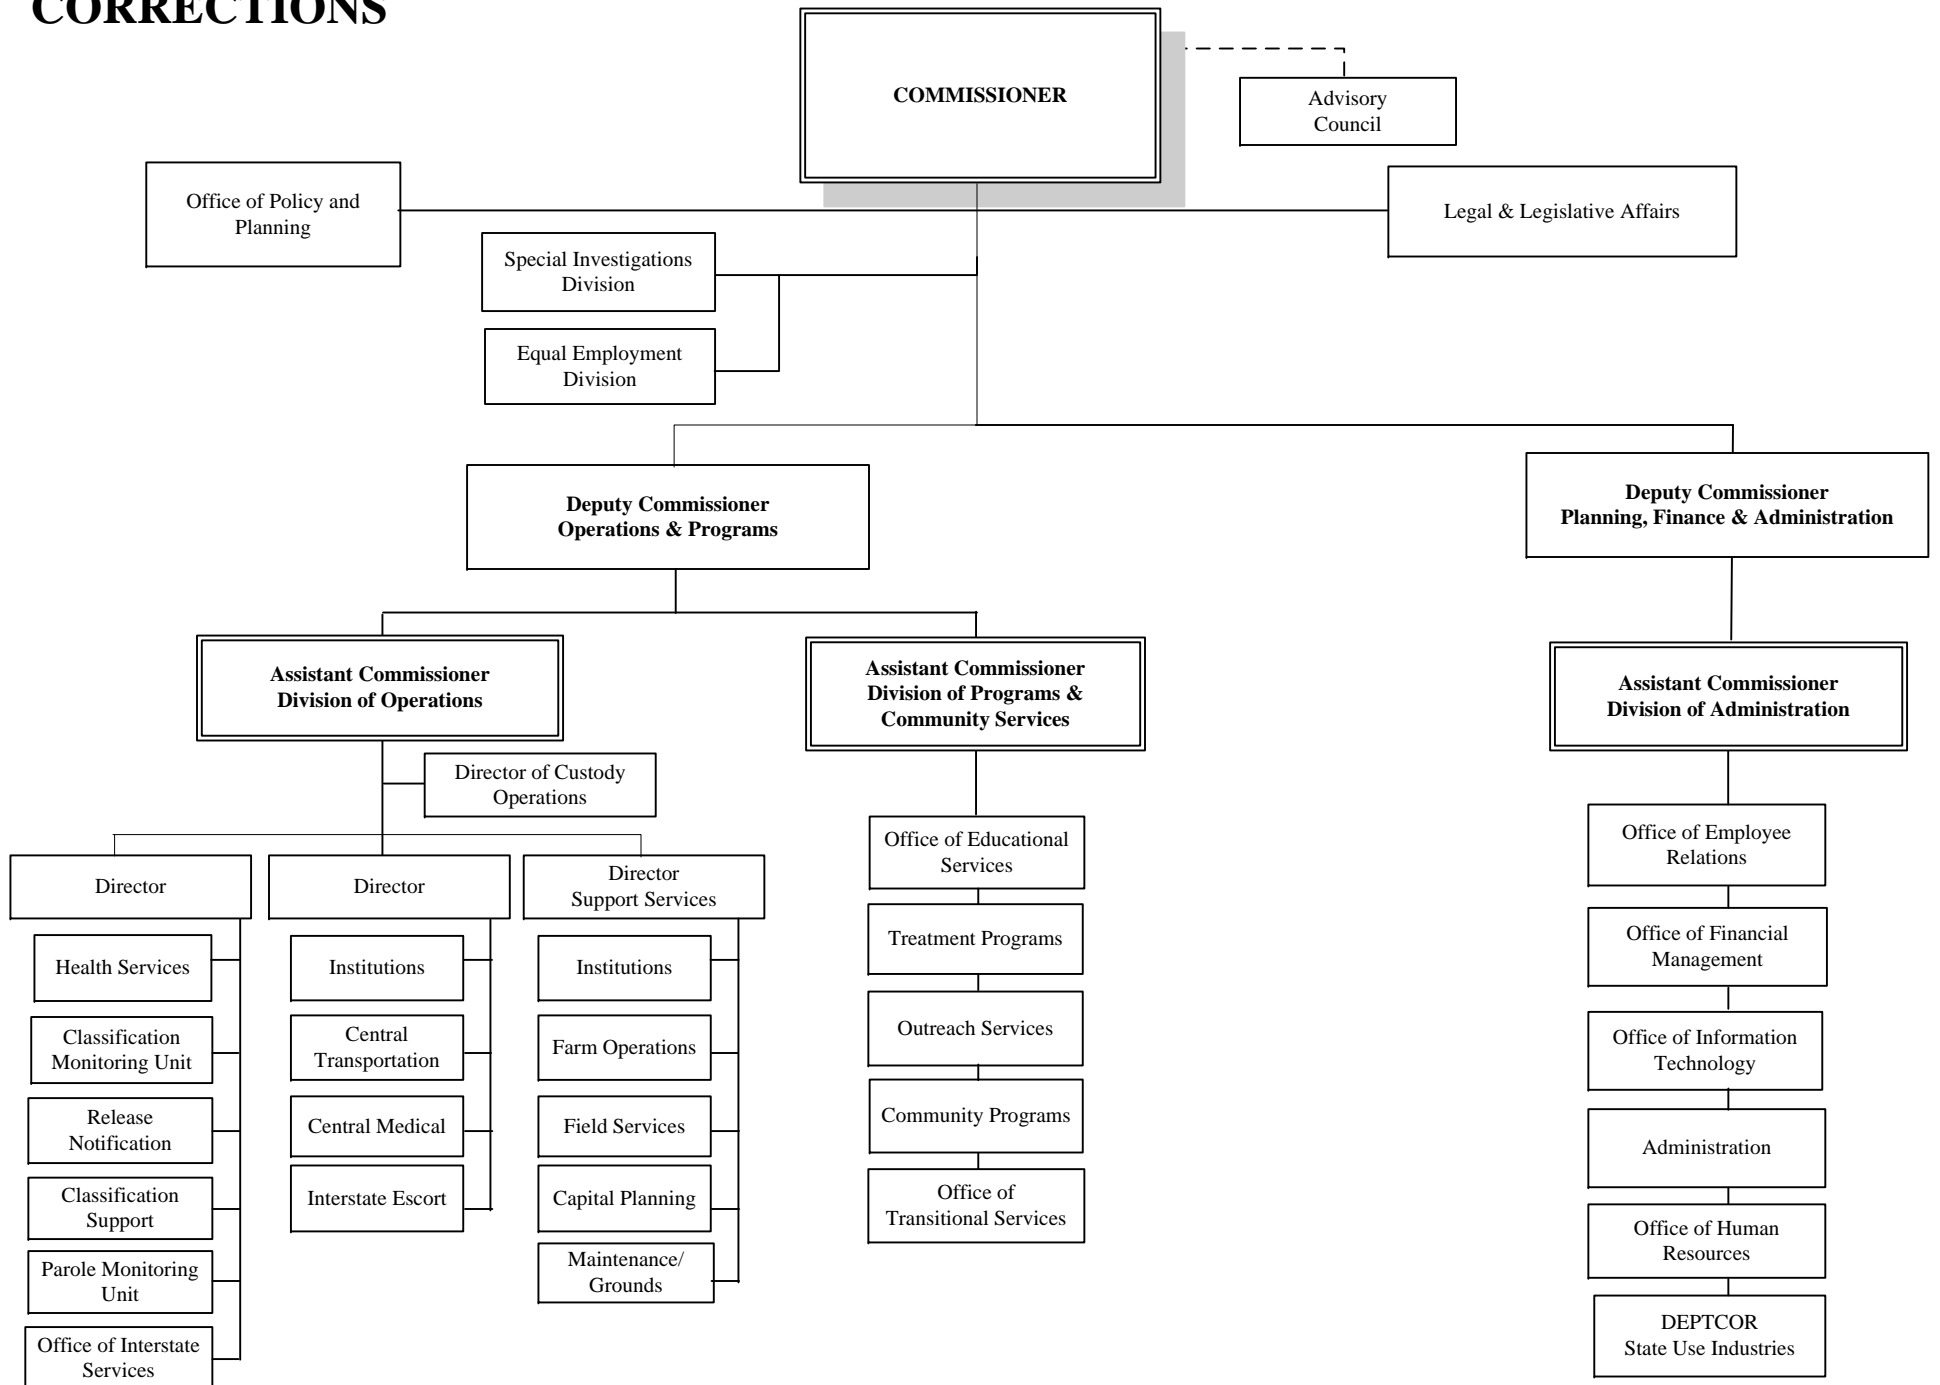 CORRECTIONS
COMMISSIONER
Advisory
Council
Office of Policy and
Planning
Legal & Legislative Affairs
Special Investigations
Division
Equal Employment
Division
Deputy Commissioner
Operations & Programs
Deputy Commissioner
Planning, Finance & Administration
Assistant Commissioner
Division of Operations
Assistant Commissioner
Division of Programs &
Community Services
Assistant Commissioner
Division of Administration
Director of Custody
Operations
Director
Health Services
Classification
Monitoring Unit
Release
Notification
Classification
Support
Parole Monitoring
Unit
Office of Interstate
Services
Director
Institutions
Central
Transportation
Central Medical
Interstate Escort
Director
Support Services
Institutions
Farm Operations
Field Services
Capital Planning
Maintenance/
Grounds
Office of Educational
Services
Treatment Programs
Outreach Services
Community Programs
Office of
Transitional Services
Office of Employee
Relations
Office of Financial
Management
Office of Information
Technology
Administration
Office of Human
Resources
DEPTCOR
State Use Industries